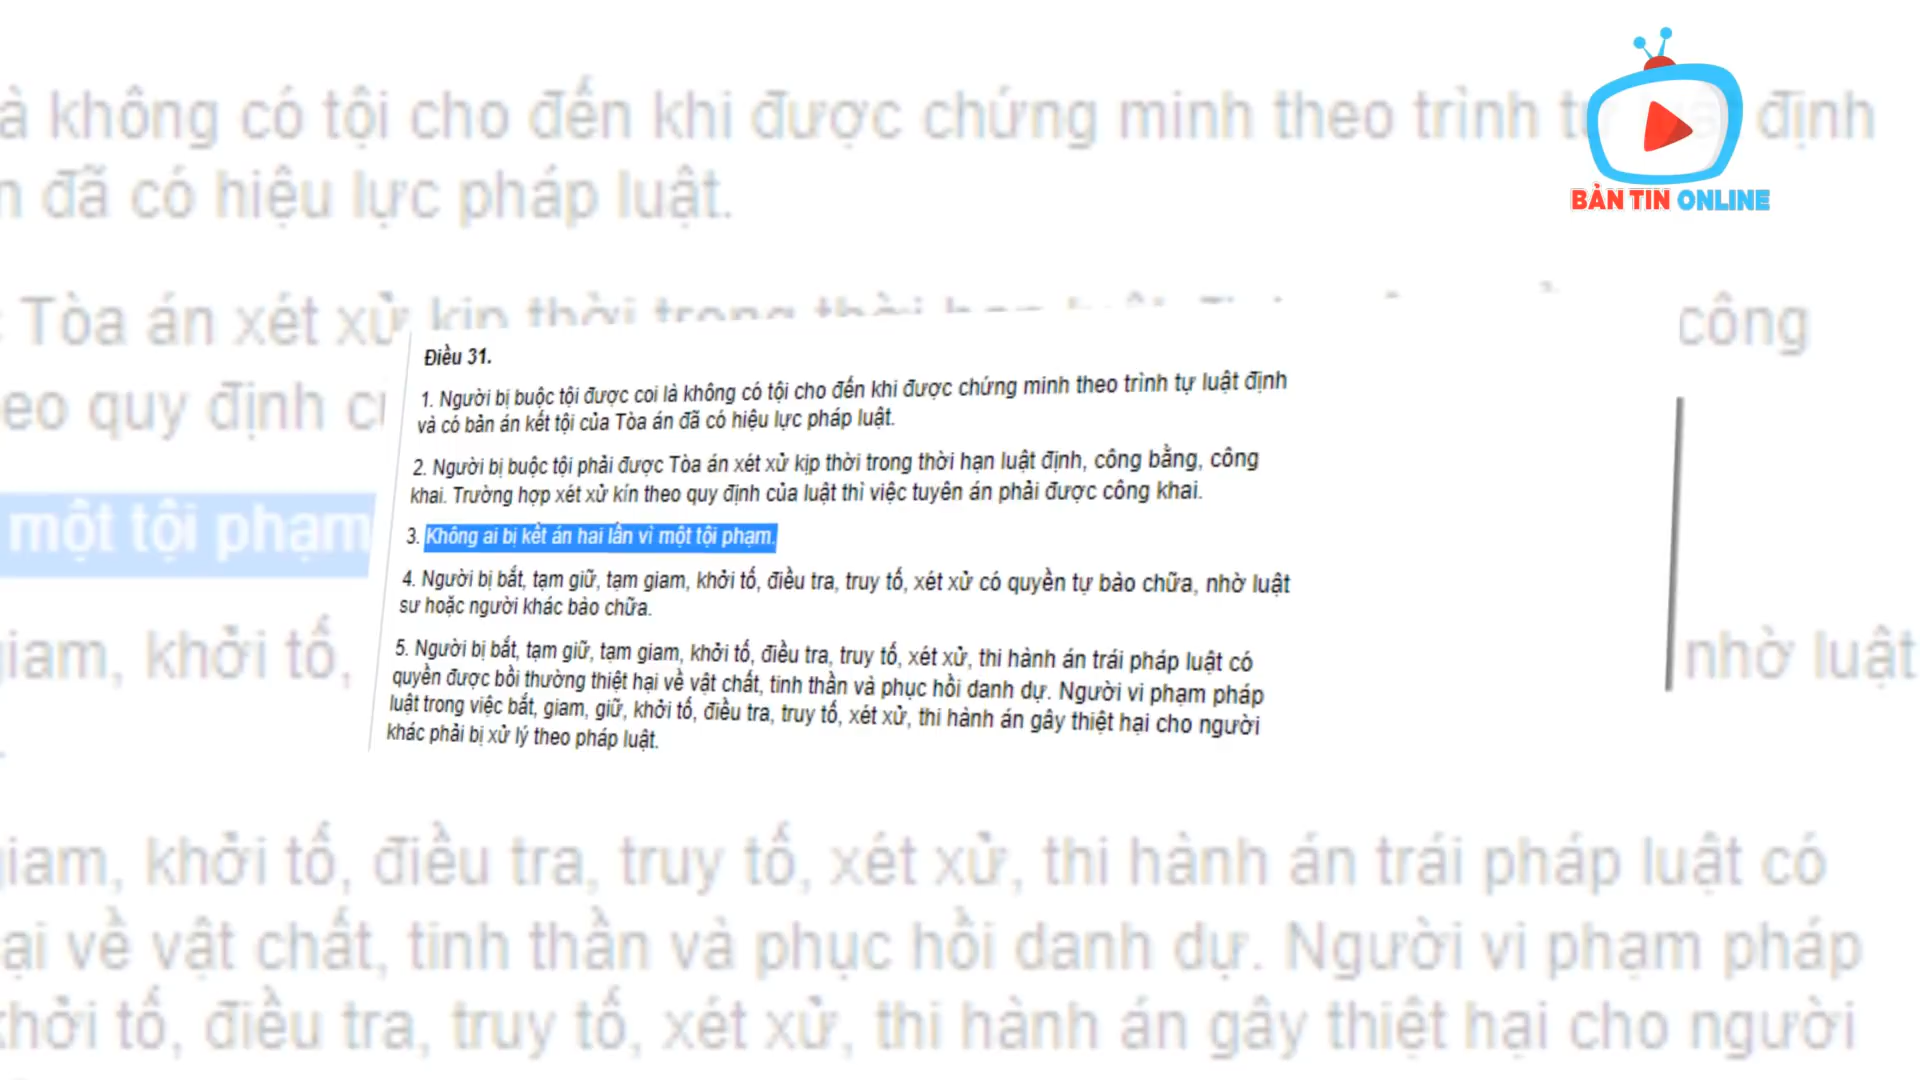 à không có tội cho đến khi được chứng minh theo trình tự định
n đã có hiệu lực pháp luật.
BẢN TIN ONLINE
Tòa án xét xử kịp thời trong thời hạn công
eo quy định
Điều 31.
1. Người bị buộc tội được coi là không có tội cho đến khi được chứng minh theo trình tự luật định
và có bản án kết tội của Tòa án đã có hiệu lực pháp luật.
2. Người bị buộc tội phải được Tòa án xét xử kịp thời trong thời hạn luật định, công bằng, công
khai. Trường hợp xét xử kín theo quy định của luật thì việc tuyên án phải được công khai.
3. Không ai bị kết án hai lần vì một tội phạm.
4. Người bị bắt, tạm giữ, tạm giam, khởi tố, điều tra, truy tố, xét xử có quyền tự bào chữa, nhờ luật
sư hoặc người khác bào chữa.
5. Người bị bắt, tạm giữ, tạm giam, khởi tố, điều tra, truy tố, xét xử, thi hành án trái pháp luật có
quyền được bồi thường thiệt hại về vật chất, tinh thần và phục hồi danh dự. Người vi phạm pháp
luật trong việc bắt, giam, giữ, khởi tố, điều tra, truy tố, xét xử, thi hành án gây thiệt hại cho người
khác phải bị xử lý theo pháp luật.
một tội phạm
giam, khởi tố, nhờ luật
giam, khởi tố, điều tra, truy tố, xét xử, thi hành án trái pháp luật có
ại về vật chất, tinh thần và phục hồi danh dự. Người vi phạm pháp
khởi tố, điều tra, truy tố, xét xử, thi hành án gây thiệt hại cho người